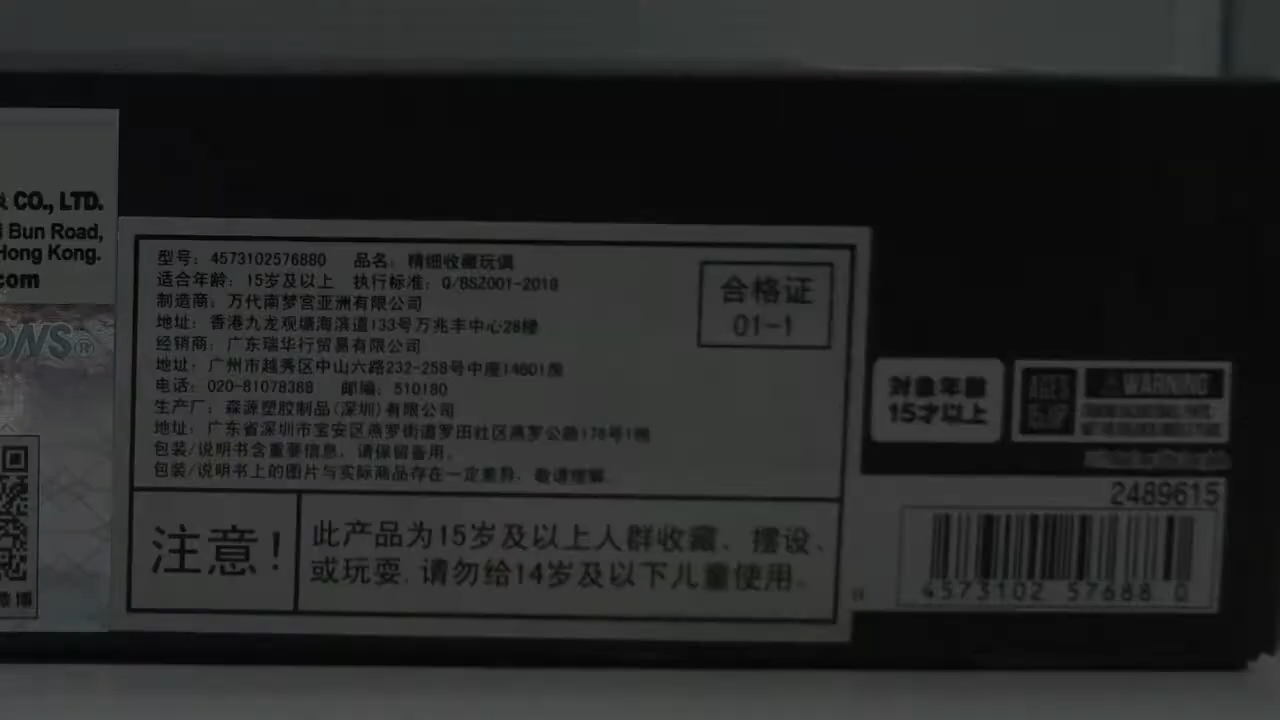 CO., LTD.
Bun Road,
Hong Kong.
com
ONS®
微博
型号：4573102576880 品名：精细收藏玩偶
适合年龄：15岁及以上 执行标准：Q/BSZ001-2018
制造商：万代南梦宫亚洲有限公司
地址：香港九龙观塘海滨道133号万兆丰中心28楼
经销商：广东瑞华行贸易有限公司
地址：广州市越秀区中山六路232-258号中座14601房
电话：020-81078388 邮编：510180
生产厂：森源塑胶制品(深圳)有限公司
地址：广东省深圳市宝安区燕罗街道罗田社区燕罗公路176号1幢
包装/说明书含重要信息，请保留备用。
包装/说明书上的图片与实际商品存在一定差异，敬请理解。
合格证
01-1
注意！
此产品为15岁及以上人群收藏、摆设、
或玩耍，请勿给14岁及以下儿童使用。
对象年齢
15才以上
AGES
15-UP
WARNING
2489615
4573102 57688 0